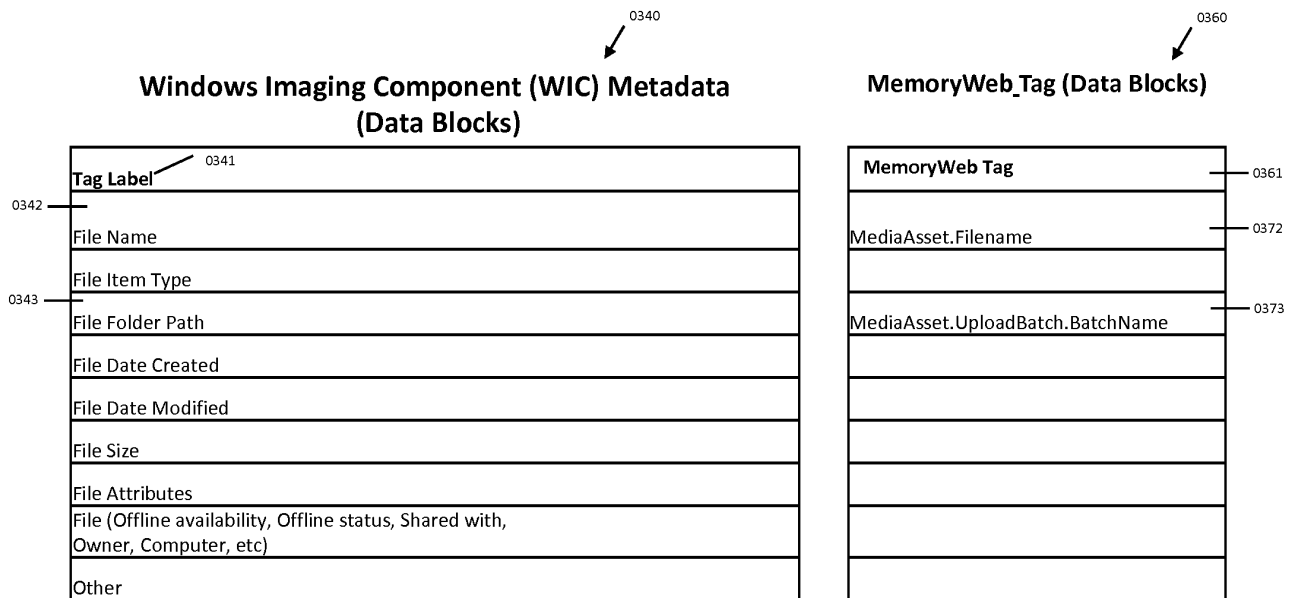 0340
0360
Windows Imaging Component (WIC) Metadata
(Data Blocks)
MemoryWeb_Tag (Data Blocks)
0341
Tag Label
MemoryWeb Tag
0361
0342
File Name
MediaAsset.Filename
0372
File Item Type
0343
File Folder Path
MediaAsset.UploadBatch.BatchName
0373
File Date Created
File Date Modified
File Size
File Attributes
File (Offline availability, Offline status, Shared with,
Owner, Computer, etc)
Other